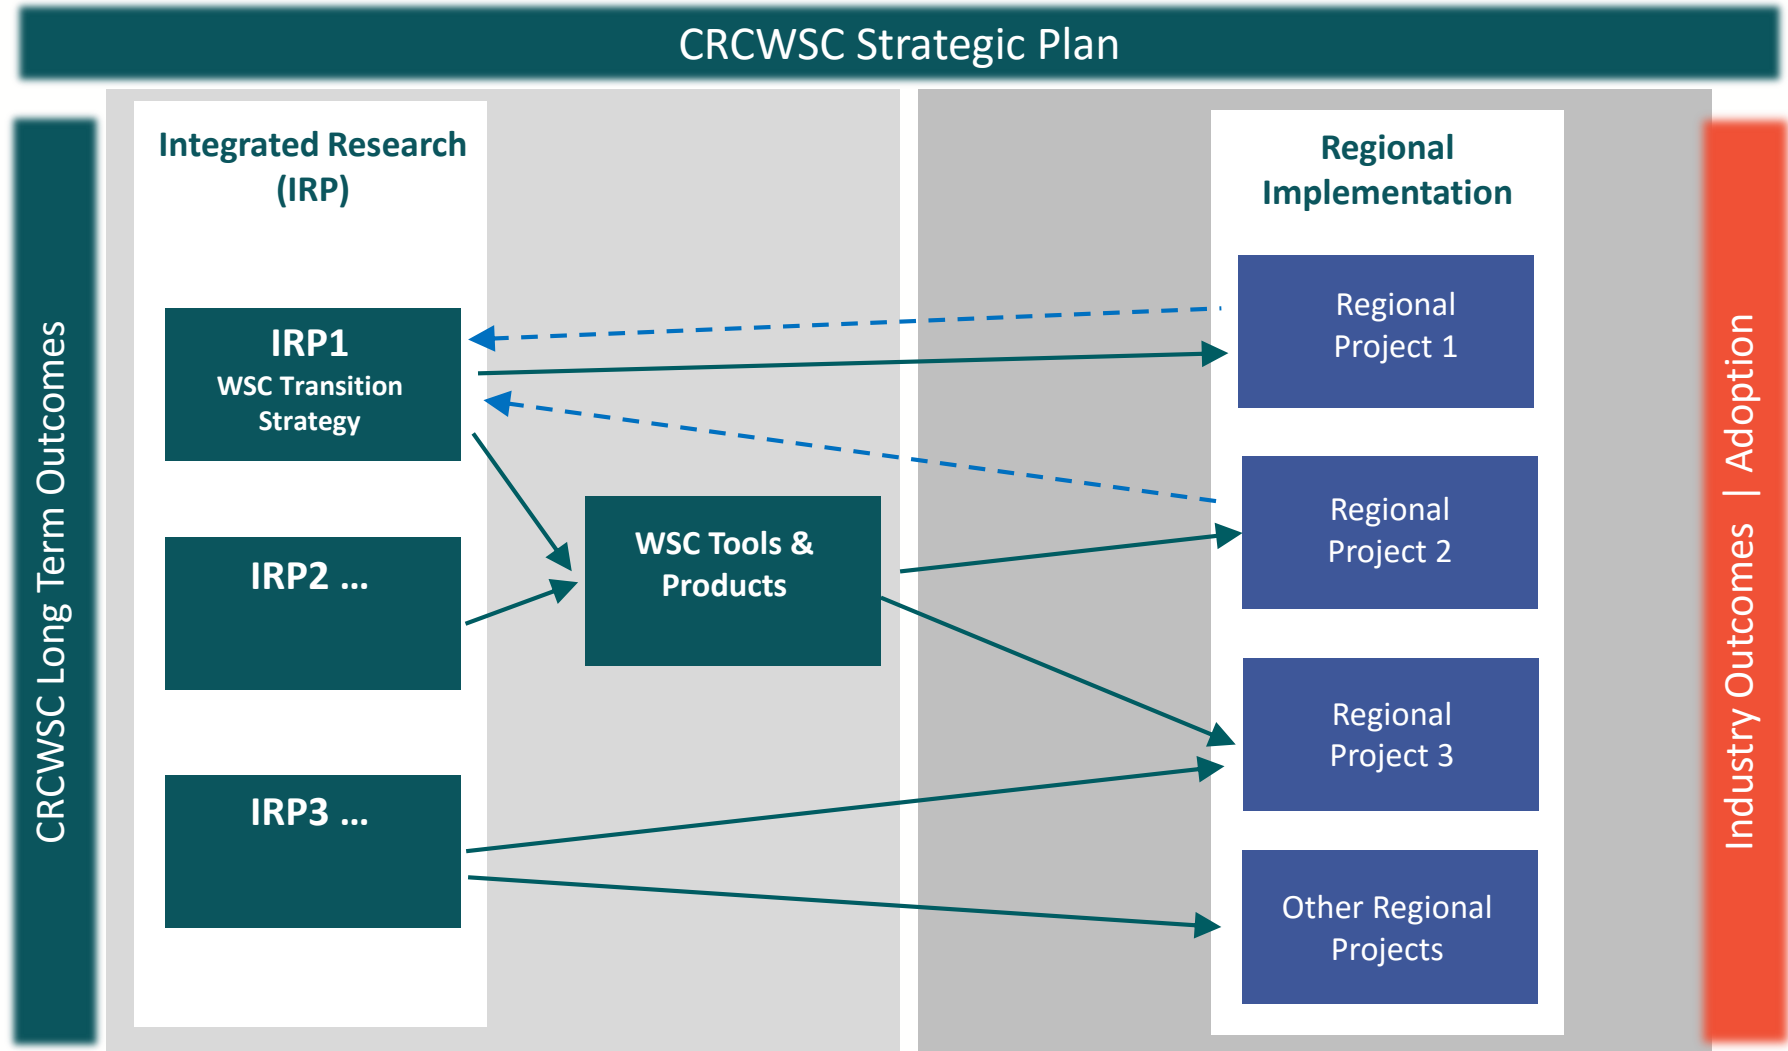 CRCWSC Strategic Plan
CRCWSC Long Term Outcomes
Integrated Research
(IRP)
IRP1
WSC Transition
Strategy
IRP2 ...
IRP3 ...
WSC Tools &
Products
Regional
Implementation
Regional
Project 1
Regional
Project 2
Regional
Project 3
Other Regional
Projects
Industry Outcomes | Adoption